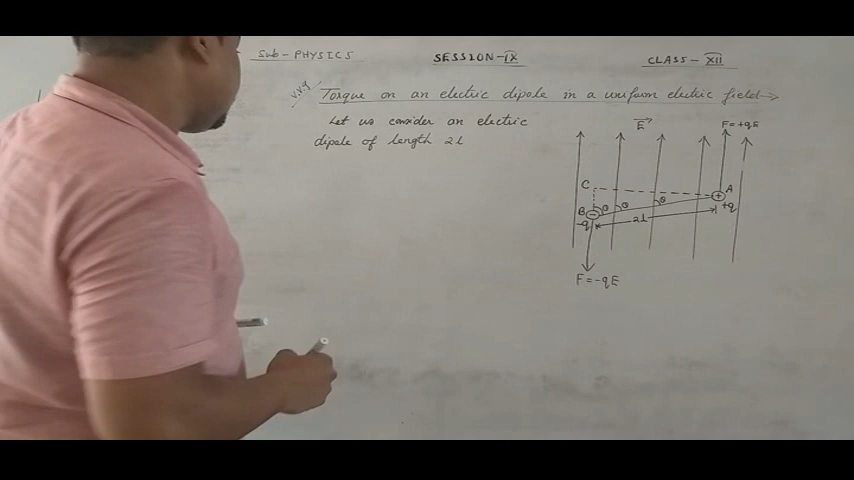 Sub - PHYSICS
SESSION - IX
CLASS - XII
V.V.I
Torque on an electric dipole in a uniform electric field
Let us consider an electric
dipole of length 2l
E
F = +qE
C
A
+
+q
B
−
θ
θ
θ
2l
-q
F = -qE